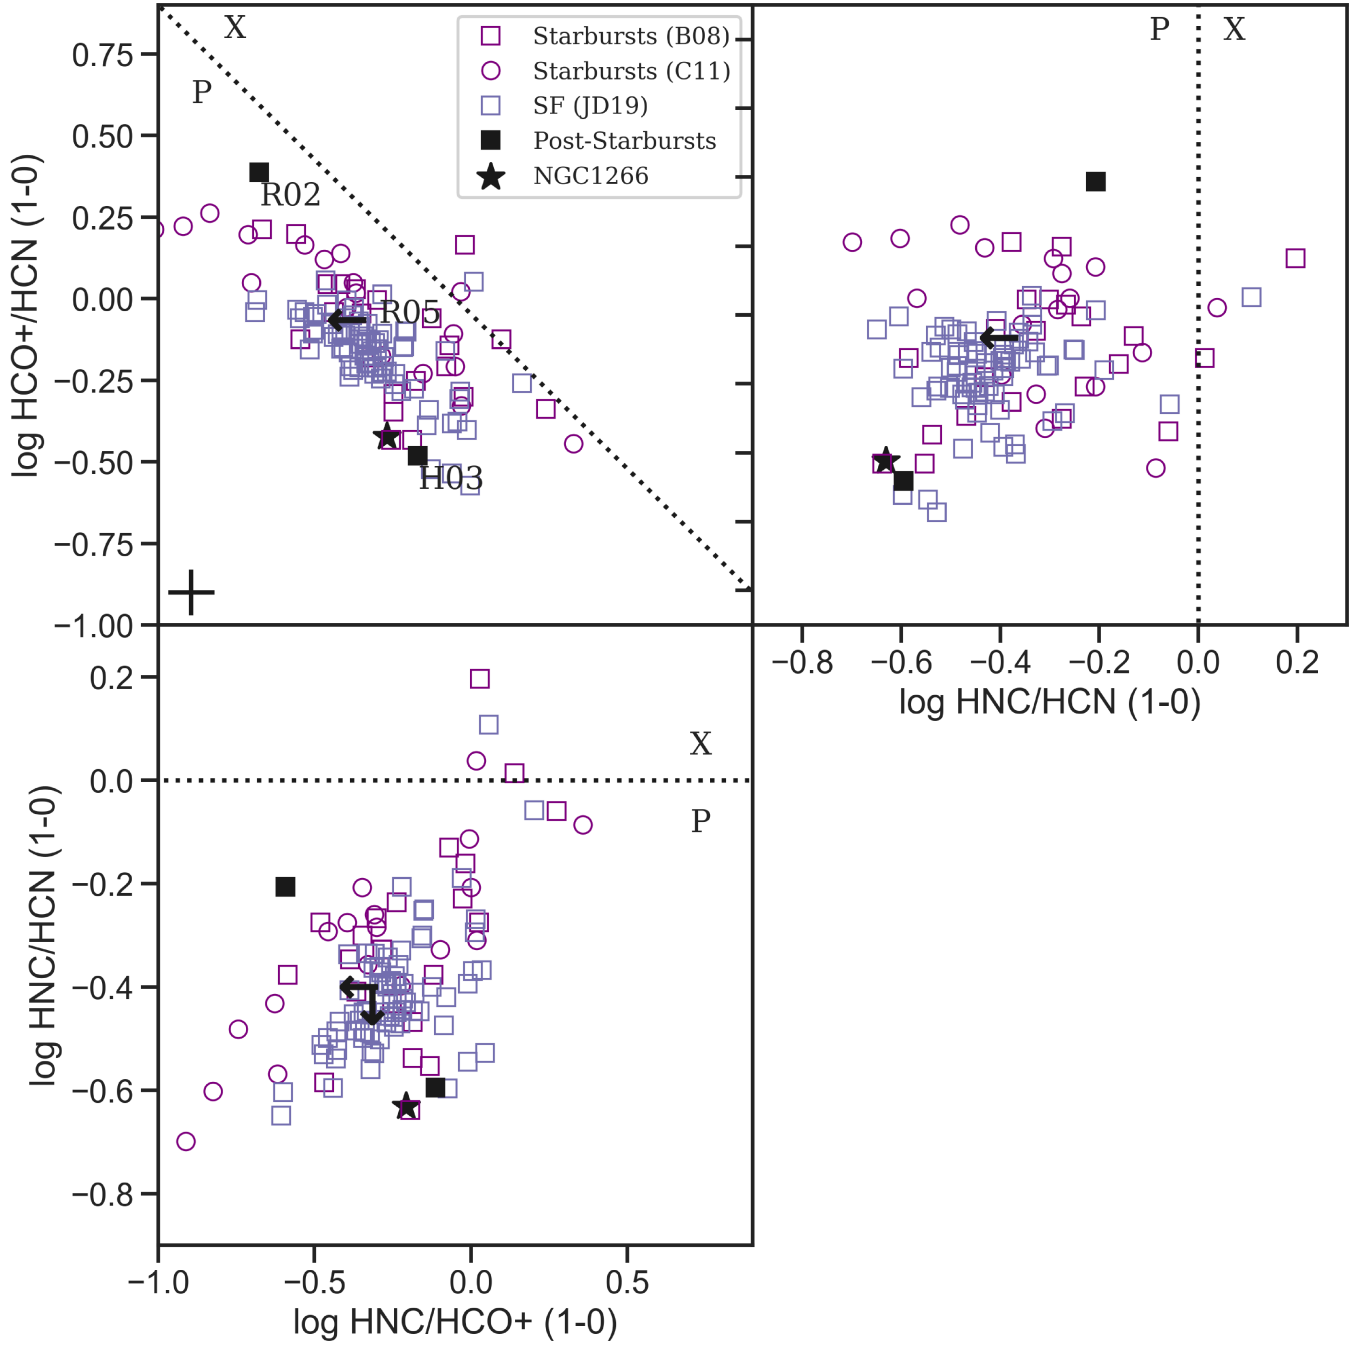 X
P
0.75
0.50
0.25
0.00
−0.25
−0.50
−0.75
−1.00
log HCO+/HCN (1-0)
Starbursts (B08)
Starbursts (C11)
SF (JD19)
Post-Starbursts
NGC1266
R02
R05
H03
P
X
−0.8
−0.6
−0.4
−0.2
0.0
0.2
log HNC/HCN (1-0)
0.2
0.0
−0.2
−0.4
−0.6
−0.8
log HNC/HCN (1-0)
X
P
−1.0
−0.5
0.0
0.5
log HNC/HCO+ (1-0)